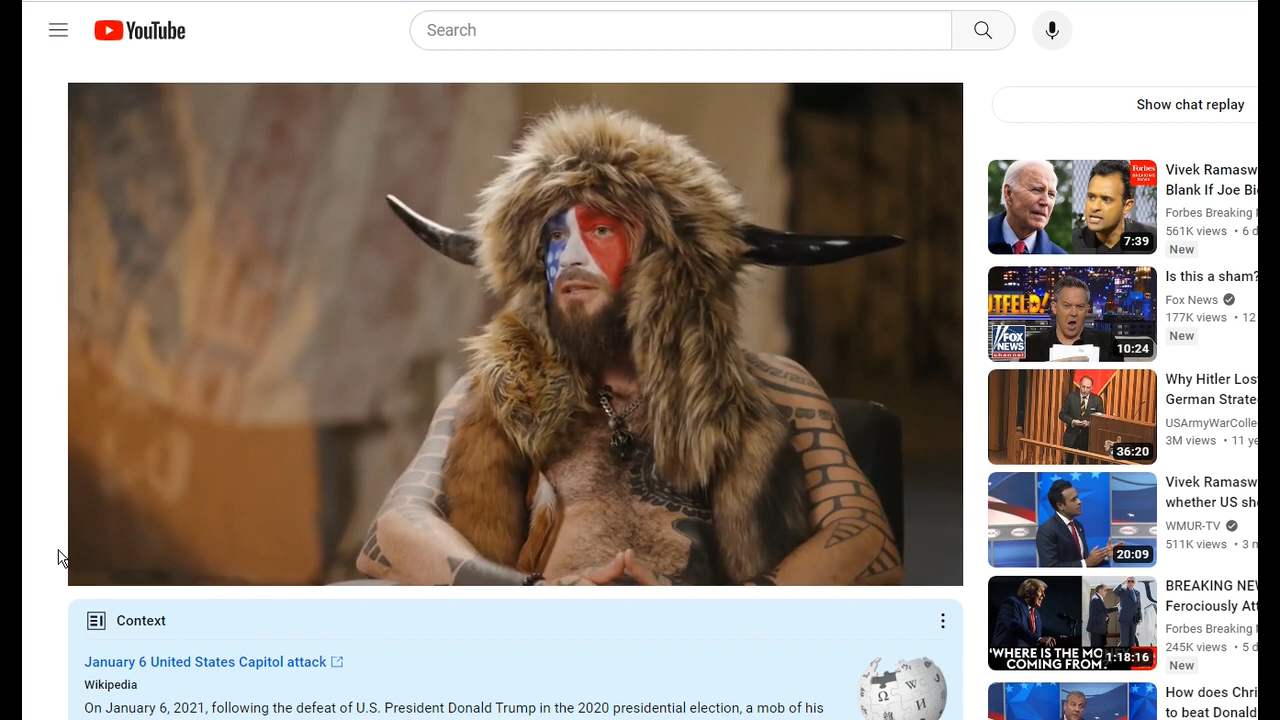 YouTube
Search
Show chat replay
Context
January 6 United States Capitol attack
Wikipedia
On January 6, 2021, following the defeat of U.S. President Donald Trump in the 2020 presidential election, a mob of his
Forbes
BREAKING NEWS
7:39
Vivek Ramasw
Blank If Joe Bi
Forbes Breaking
561K views • 6 d
New
FOX NEWS
channel
10:24
Is this a sham?
Fox News
177K views • 12
New
36:20
Why Hitler Los
German Strate
USArmyWarColle
3M views • 11 ye
20:09
Vivek Ramasw
whether US sh
WMUR-TV
511K views • 3 m
'WHERE IS THE MO
COMING FROM?
1:18:16
BREAKING NE
Ferociously At
Forbes Breaking
245K views • 5 d
New
How does Chri
to beat Donald